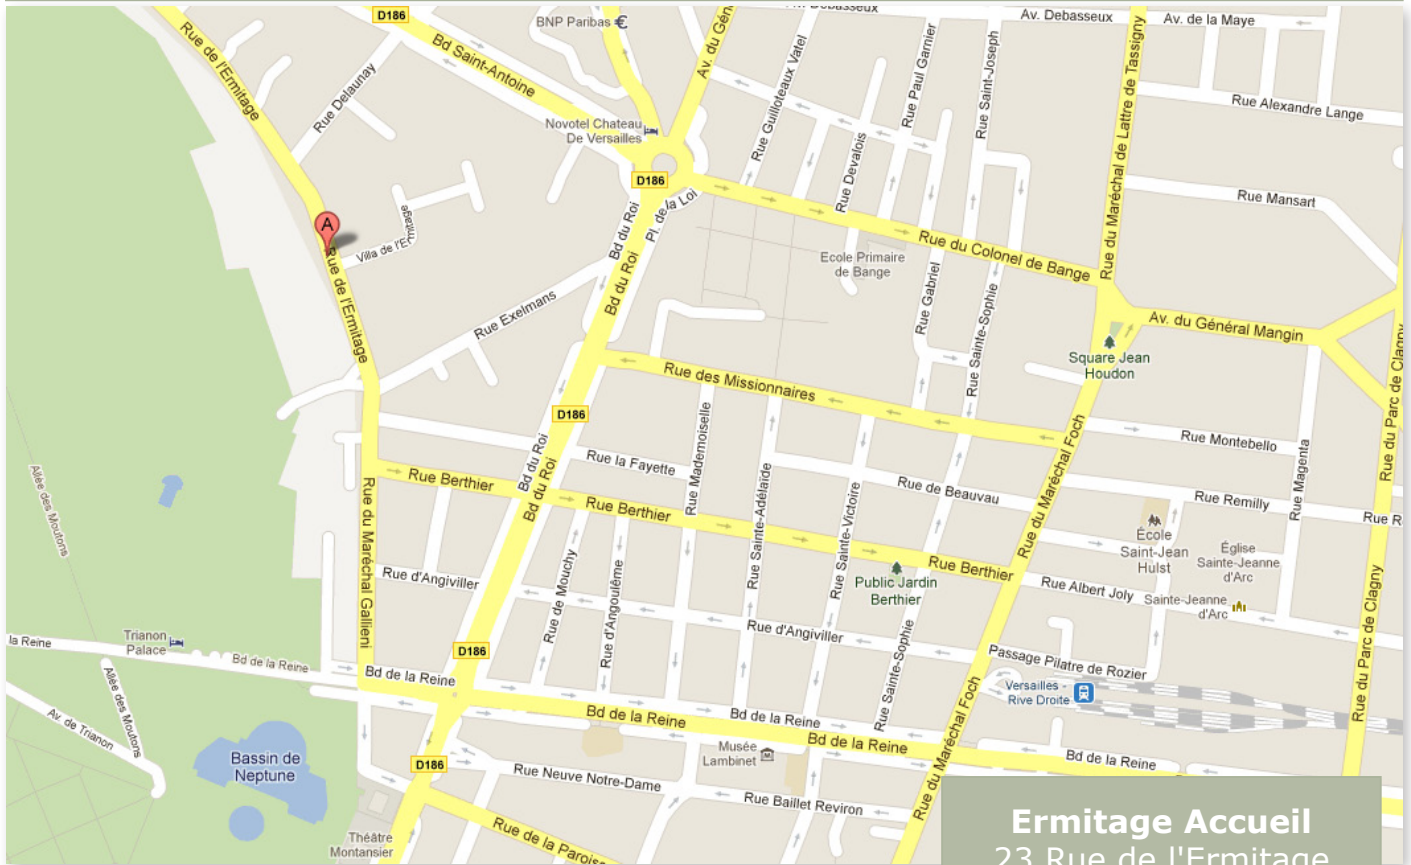 Av. Debasseux
Av. Debasseux
Av. de la Maye
D186
BNP Paribas €
Av. du Gén
Rue de l'Ermitage
Bd Saint-Antoine
Rue Delaunay
Rue Guilloteaux Vatel
Rue Paul Garnier
Rue Saint-Joseph
Rue du Maréchal de Lattre de Tassigny
Rue Alexandre Lange
Novotel Chateau
De Versailles
D186
Rue Devalois
Rue Mansart
Pl. de la Loi
Bd du Roi
Bd du Roi
A
Villa de l'Ermitage
Rue de l'Ermitage
Rue du Colonel de Bange
Ecole Primaire
de Bange
Rue Gabriel
Rue Sainte-Sophie
Rue Exelmans
Av. du Général Mangin
Square Jean
Houdon
Rue du Parc de Clagny
Rue des Missionnaires
D186
Rue Mademoiselle
Bd du Roi
Bd du Roi
Rue la Fayette
Rue Montebello
Rue Magenta
Rue du Maréchal Foch
Rue Berthier
Rue Berthier
Rue Sainte-Adélaïde
Rue Sainte-Victoire
Rue de Beauvau
Rue Remilly
Rue R
Allée des Moutons
Rue du Maréchal Gallieni
École
Saint-Jean
Hulst
Église
Sainte-Jeanne
d'Arc
Rue d'Angiviller
Rue de Mouchy
Rue d'Angoulême
Public Jardin
Berthier
Rue Berthier
Rue Albert Joly
Sainte-Jeanne
d'Arc
Rue du Parc de Clagny
la Reine
Trianon
Palace
Bd de la Reine
Bd de la Reine
D186
Rue d'Angiviller
Rue Sainte-Sophie
Passage Pilatre de Rozier
Versailles -
Rive Droite
Allée des Moutons
Av. de Trianon
Bd de la Reine
Bd de la Reine
Bd de la Reine
Bd de la Reine
Rue du Maréchal Foch
Musée
Lambinet
Bassin de
Neptune
D186
Rue Neuve Notre-Dame
Rue Baillet Reviron
Théâtre
Montansier
Rue de la Paroiss
Ermitage Accueil
23 Rue de l'Ermitage